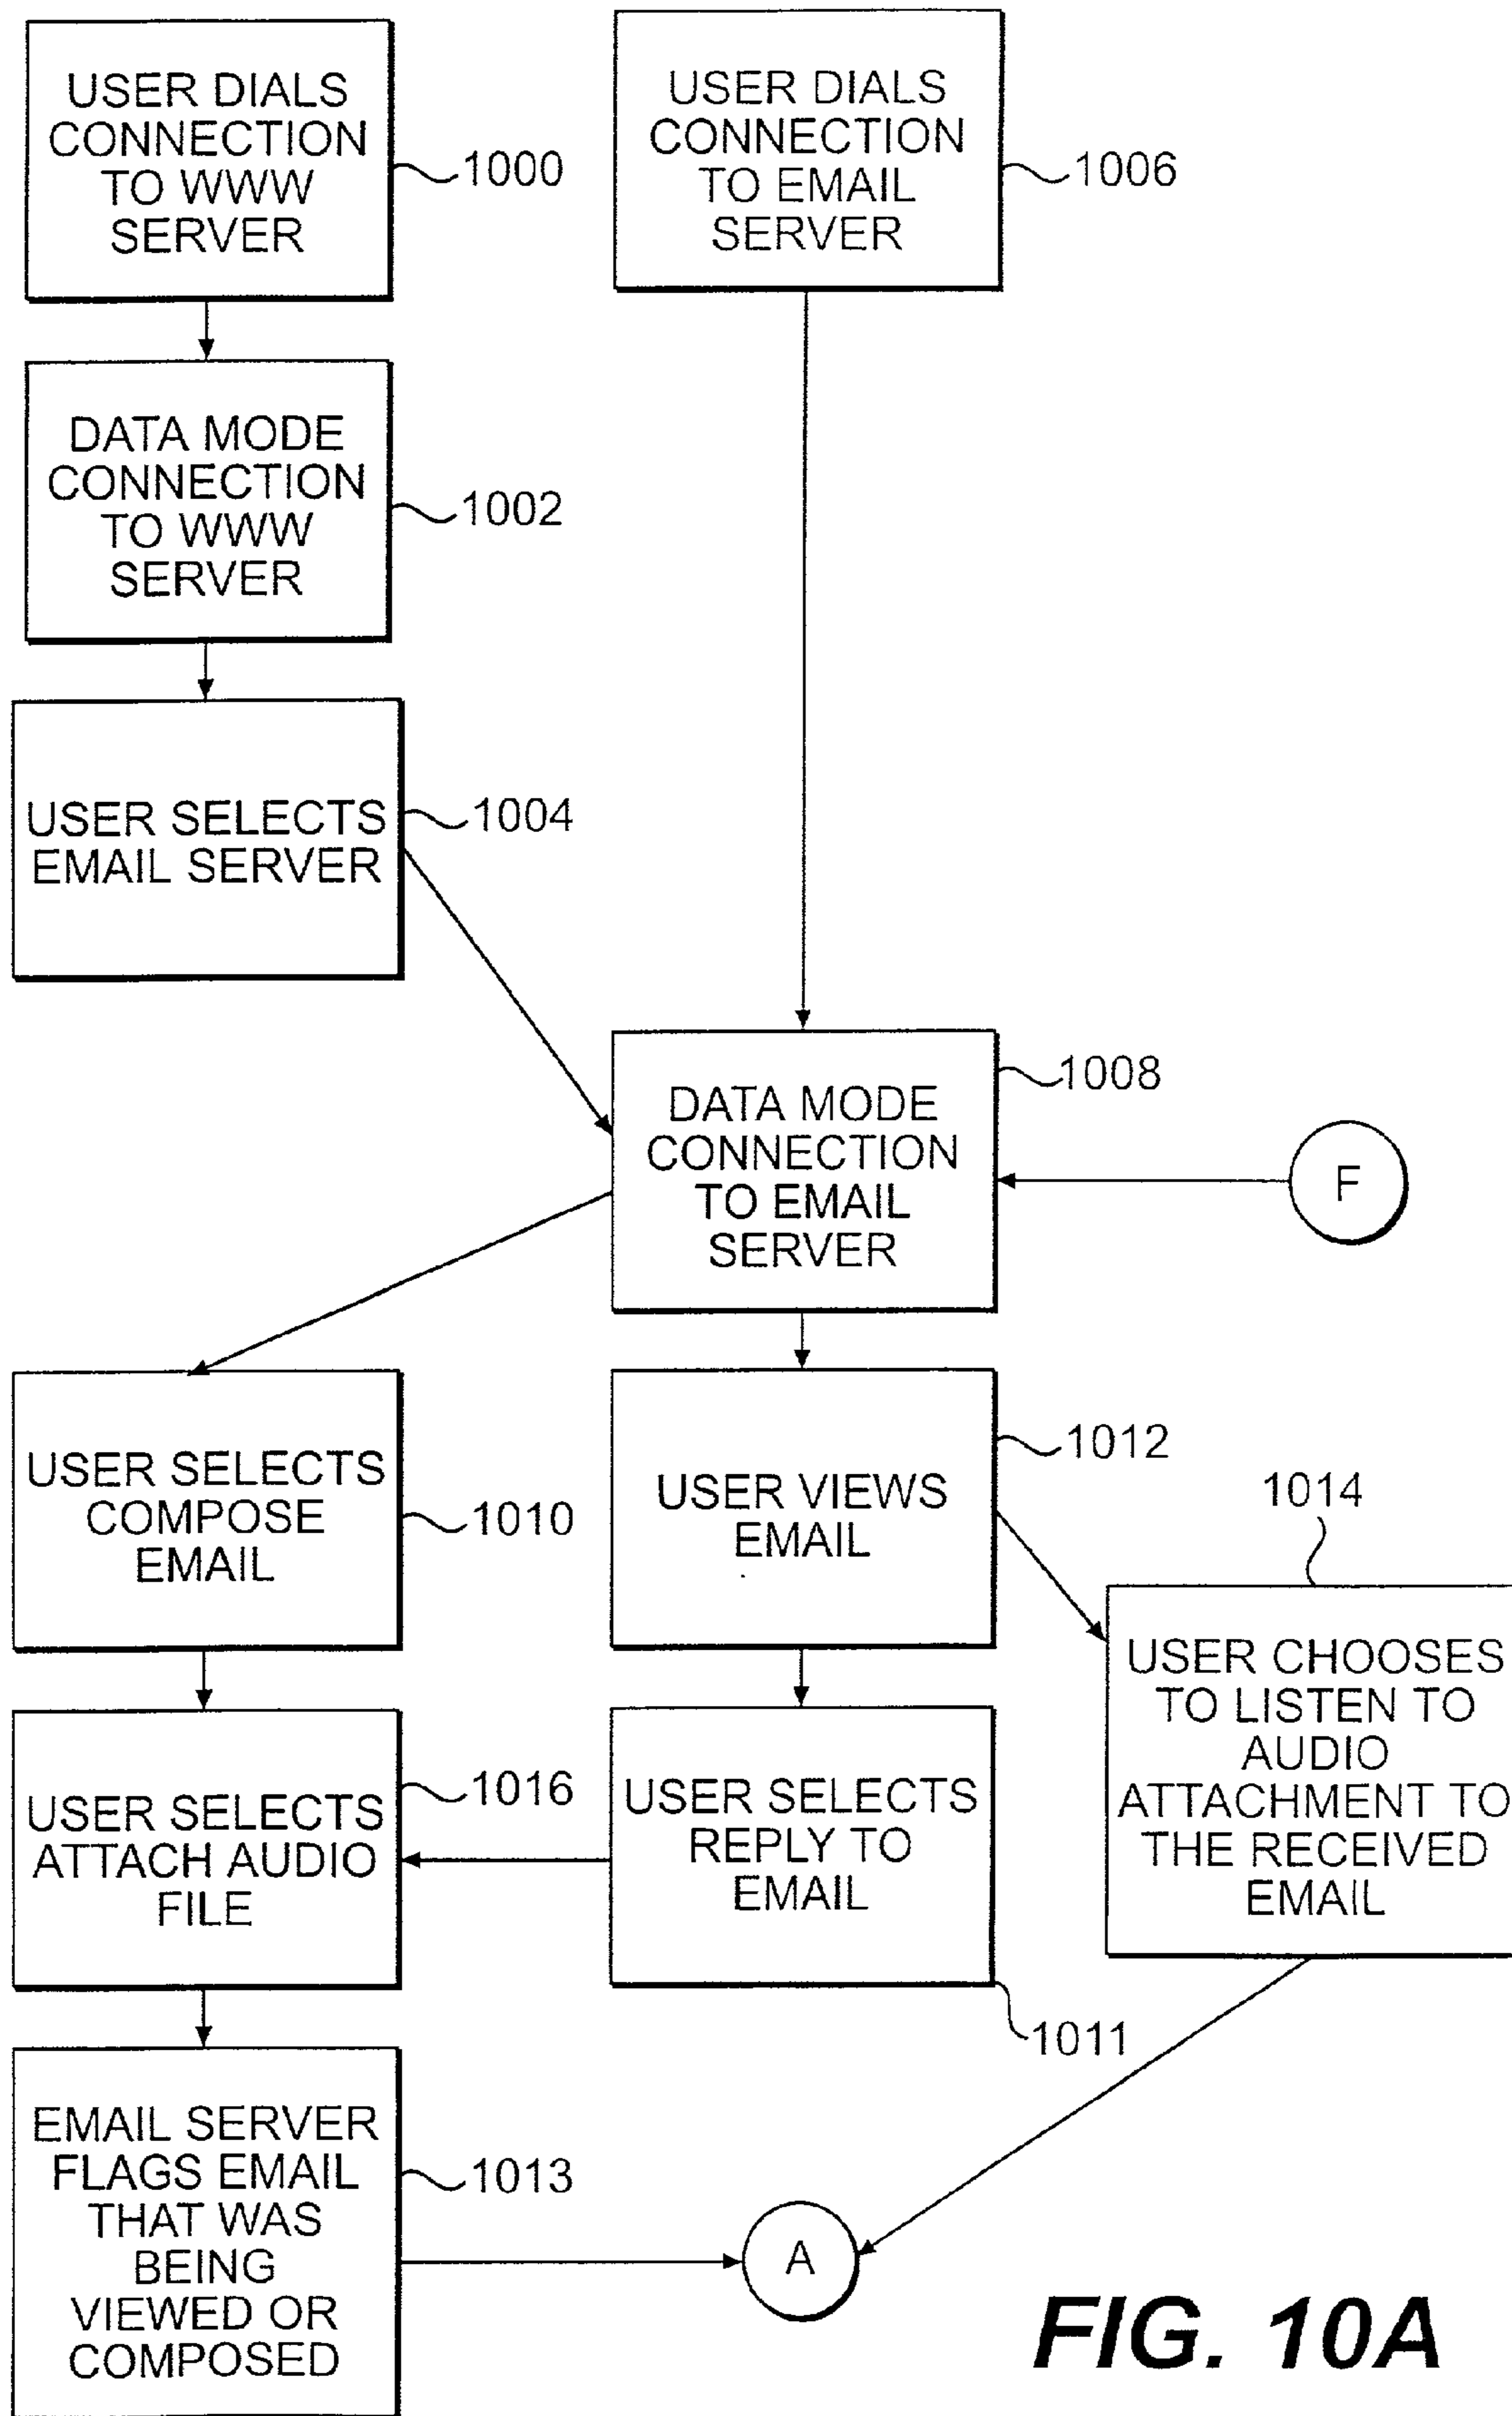 USER DIALS
CONNECTION
TO WWW
SERVER
1000
USER DIALS
CONNECTION
TO EMAIL
SERVER
1006
DATA MODE
CONNECTION
TO WWW
SERVER
1002
USER SELECTS
EMAIL SERVER
1004
DATA MODE
CONNECTION
TO EMAIL
SERVER
1008
F
USER SELECTS
COMPOSE
EMAIL
1010
USER VIEWS
EMAIL
1012
1014
USER CHOOSES
TO LISTEN TO
AUDIO
ATTACHMENT TO
THE RECEIVED
EMAIL
USER SELECTS
ATTACH AUDIO
FILE
1016
USER SELECTS
REPLY TO
EMAIL
1011
EMAIL SERVER
FLAGS EMAIL
THAT WAS
BEING
VIEWED OR
COMPOSED
1013
A
FIG. 10A